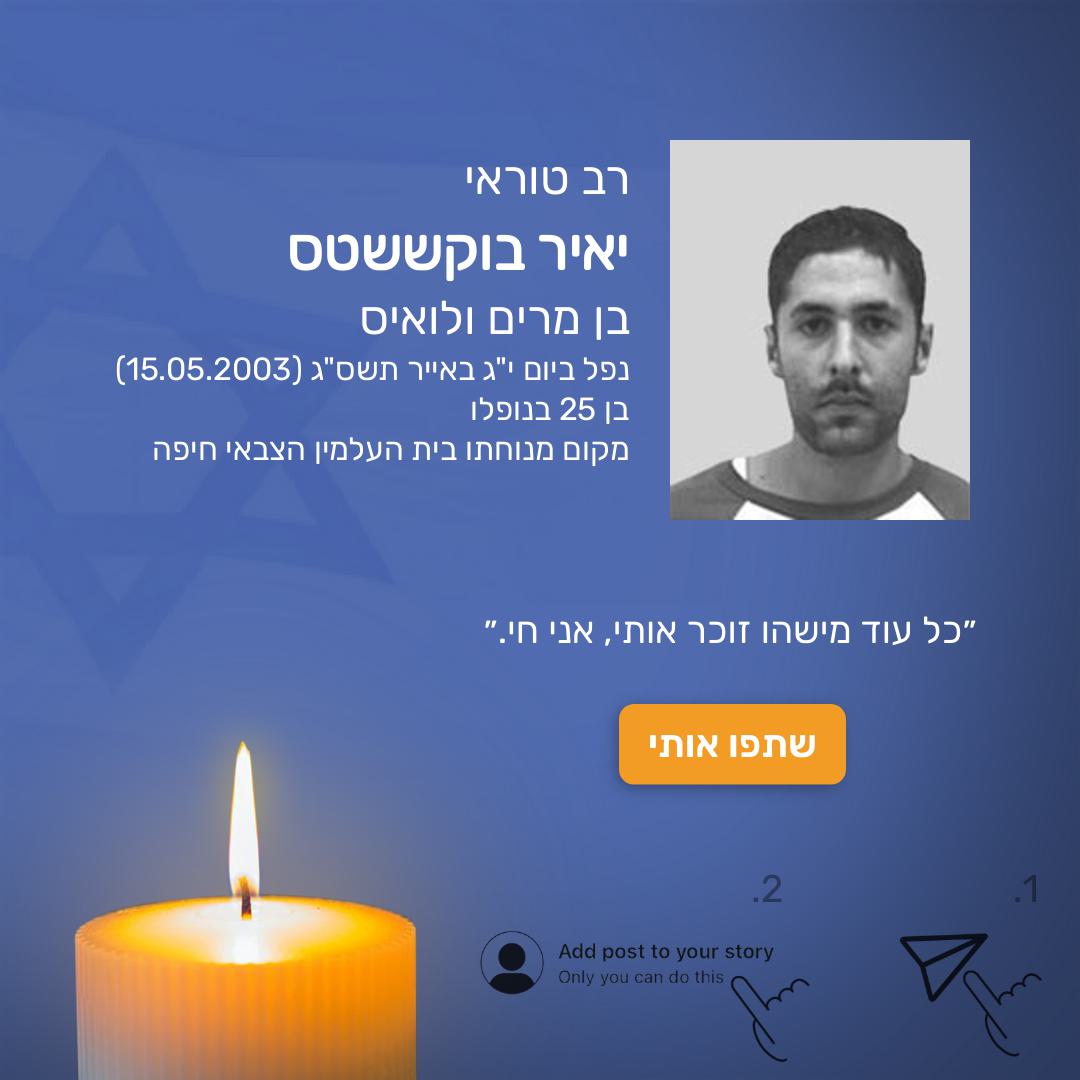 רב טוראי
יאיר בוקששטס
בן מרים ולואיס
נפל ביום י"ג באייר תשס"ג (15.05.2003)
בן 25 בנופלו
מקום מנוחתו בית העלמין הצבאי חיפה
״כל עוד מישהו זוכר אותי, אני חי.״
שתפו אותי
1.
2.
Add post to your story
Only you can do this